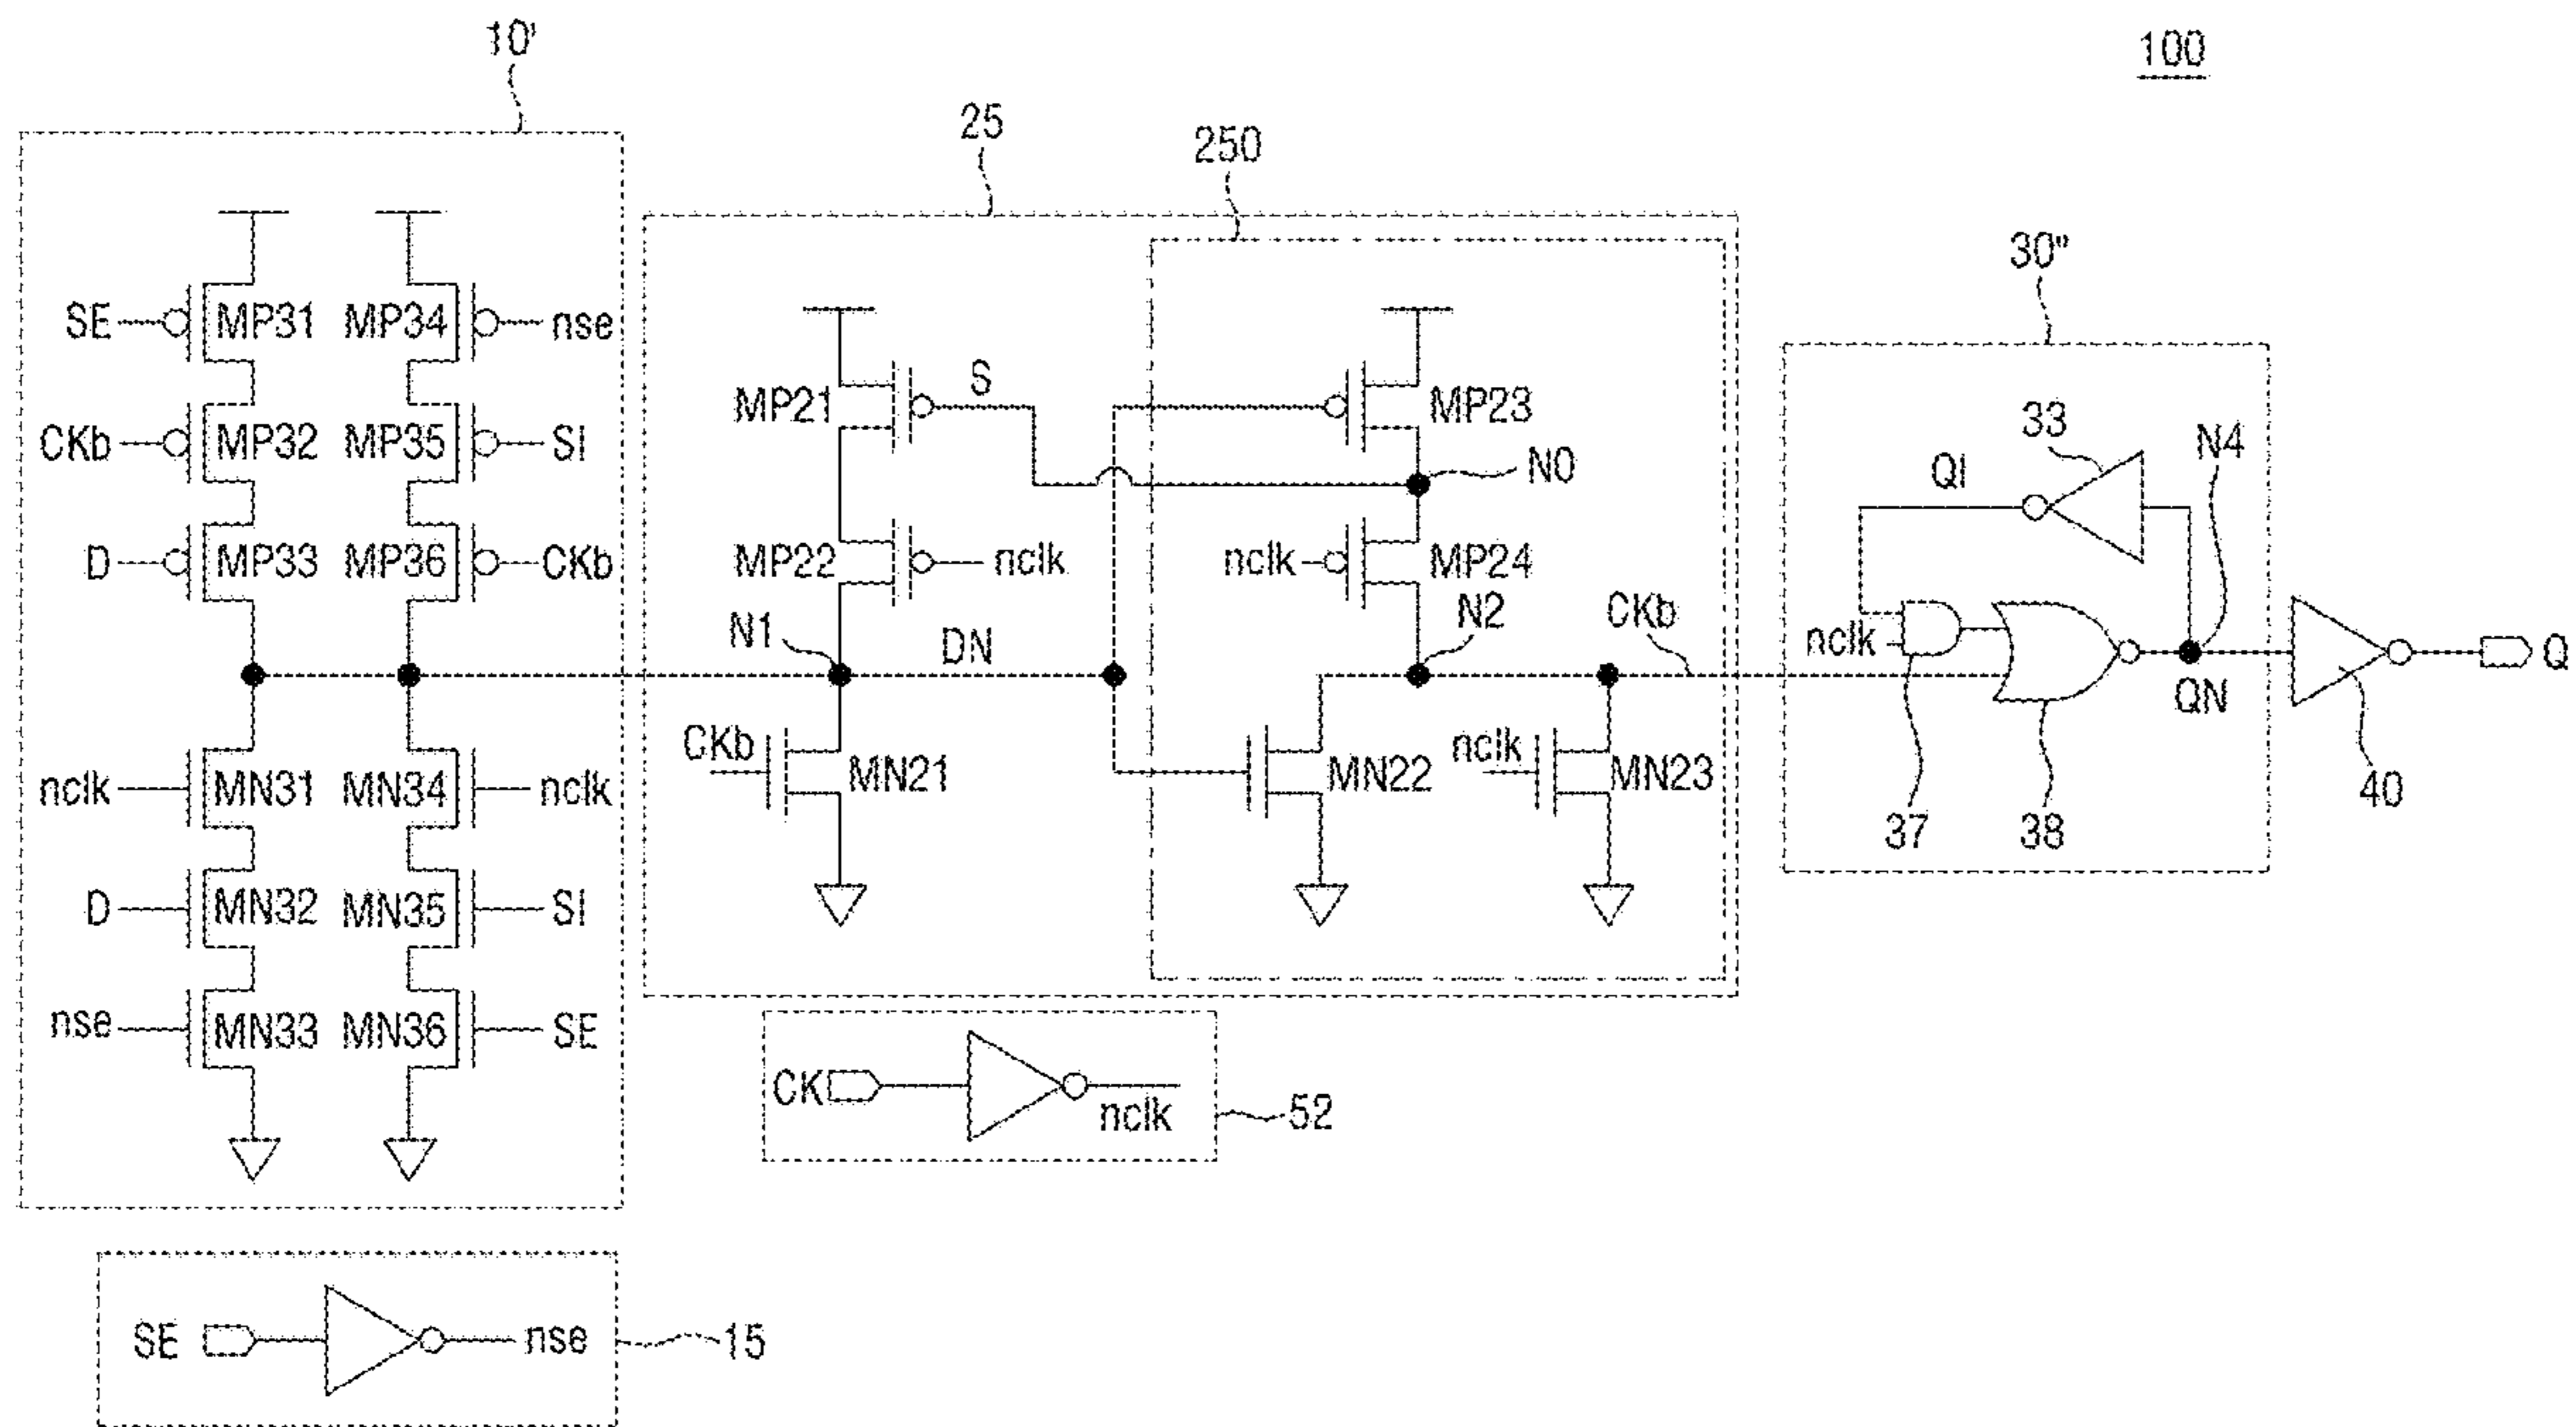 100
10'
25
250
30"
SE MP31 MP34 nse
CKb MP32 MP35 SI
D MP33 MP36 CKb
nclk MN31 MN34 nclk
D MN32 MN35 SI
nse MN33 MN36 SE
MP21 S MP23
N0
MP22 nclk nclk MP24
N1 DN N2 CKb
CKb MN21 MN22 nclk MN23
33 N4
QI
nclk
QN Q
37 38 40
CK nclk 52
SE nse 15